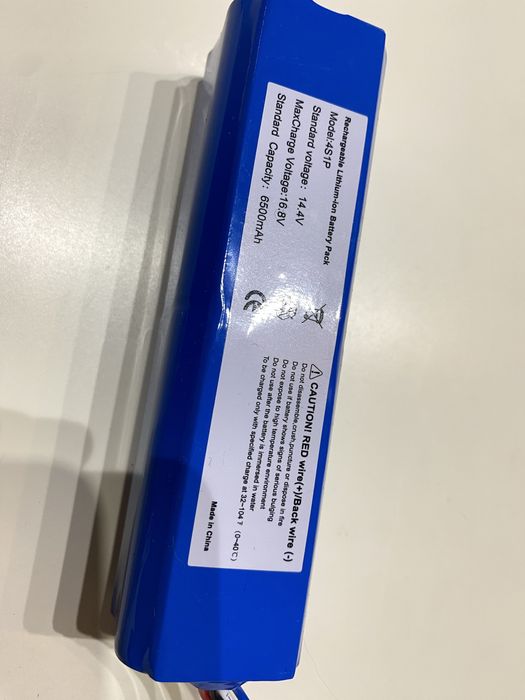 Rechargeable Lithium-ion Battery Pack
Model:4S1P
Standard voltage: 14.4V
MaxCharge Voltage:16.8V
Standard Capacity: 6500mAh
CE
CAUTION! RED wire(+)/Back wire (-)
Do not disassemble,crush,puncture or dispose in fire
Do not use if battery shows signs of serious bulging
Do not expose to high temperature environment
Do not use after the battery is immersed in water
To be charged only with specified charge at 32~104℉ (0~40℃)
Made in China